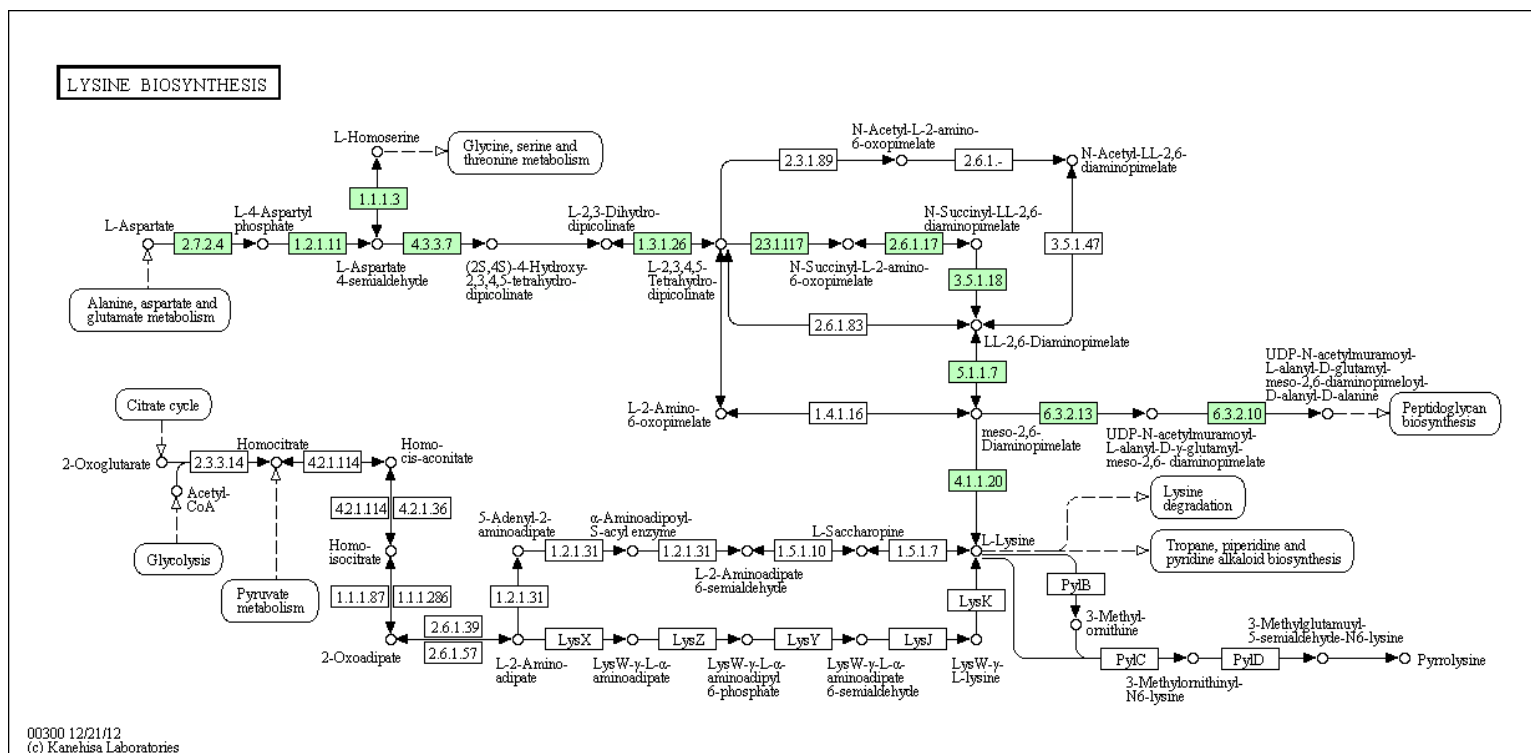 LYSINE BIOSYNTHESIS
L-Homoserine
Glycine, serine and
threonine metabolism
N-Acetyl-L-2-amino-
6-oxopimelate
2.3.1.89
2.6.1.-
N-Acetyl-LL-2,6-
diaminopimelate
1.1.1.3
L-Aspartate
L-4-Aspartyl
phosphate
L-2,3-Dihydro-
dipicolinate
N-Succinyl-LL-2,6-
diaminopimelate
2.7.2.4
1.2.1.11
4.3.3.7
1.3.1.26
2.3.1.117
2.6.1.17
3.5.1.47
L-Aspartate
4-semialdehyde
(2S,4S)-4-Hydroxy-
2,3,4,5-tetrahydro-
dipicolinate
L-2,3,4,5-
Tetrahydro-
dipicolinate
N-Succinyl-L-2-amino-
6-oxopimelate
3.5.1.18
Alanine, aspartate and
glutamate metabolism
2.6.1.83
LL-2,6-Diaminopimelate
5.1.1.7
UDP-N-acetylmuramoyl-
L-alanyl-D-glutamyl-
meso-2,6-diaminopimeloyl-
D-alanyl-D-alanine
Citrate cycle
L-2-Amino-
6-oxopimelate
1.4.1.16
6.3.2.13
6.3.2.10
Peptidoglycan
biosynthesis
meso-2,6-
Diaminopimelate
UDP-N-acetylmuramoyl-
L-alanyl-D-γ-glutamyl-
meso-2,6- diaminopimelate
Homocitrate
Homo-
cis-aconitate
2-Oxoglutarate
2.3.3.14
4.2.1.114
Acetyl-
CoA
4.1.1.20
Lysine
degradation
4.2.1.114
4.2.1.36
5-Adenyl-2-
aminoadipate
α-Aminoadipoyl-
S-acyl enzyme
L-Saccharopine
L-Lysine
Glycolysis
Homo-
isocitrate
1.2.1.31
1.2.1.31
1.5.1.10
1.5.1.7
Tropane, piperidine and
pyridine alkaloid biosynthesis
L-2-Aminoadipate
6-semialdehyde
Pyruvate
metabolism
1.1.1.87
1.1.1.286
1.2.1.31
LysK
PylB
3-Methyl-
ornithine
2.6.1.39
2.6.1.57
LysX
LysZ
LysY
LysJ
3-Methylglutamuyl-
5-semialdehyde-N6-lysine
2-Oxoadipate
L-2-Amino-
adipate
LysW-γ-L-α-
aminoadipate
LysW-γ-L-α-
aminoadipyl
6-phosphate
LysW-γ-L-α-
aminoadipate
6-semialdehyde
LysW-γ-
L-lysine
PylC
PylD
Pyrrolysine
3-Methylornithinyl-
N6-lysine
00300 12/21/12
(c) Kanehisa Laboratories